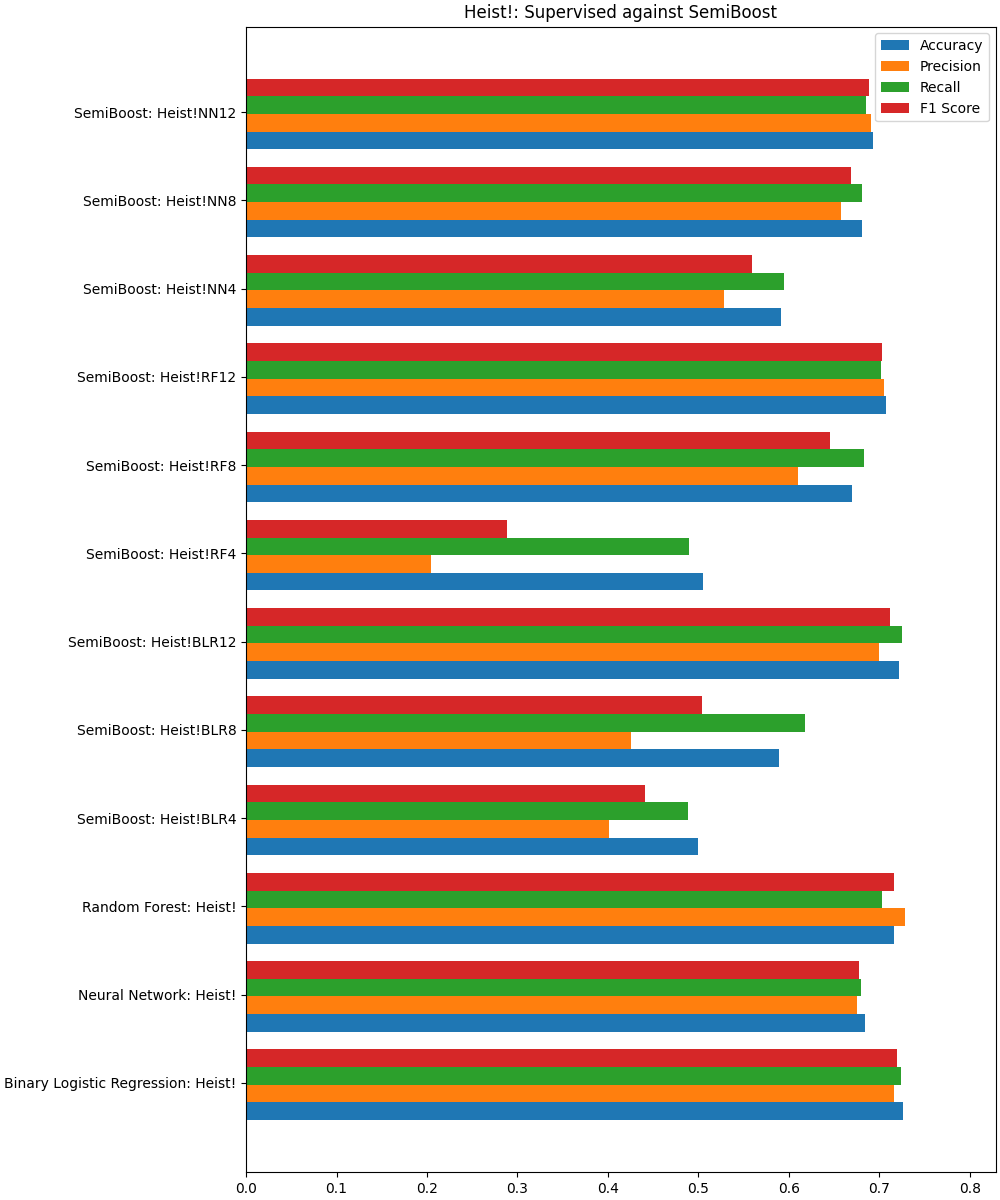 Heist!: Supervised against SemiBoost
Accuracy
Precision
Recall
F1 Score
SemiBoost: Heist!NN12
SemiBoost: Heist!NN8
SemiBoost: Heist!NN4
SemiBoost: Heist!RF12
SemiBoost: Heist!RF8
SemiBoost: Heist!RF4
SemiBoost: Heist!BLR12
SemiBoost: Heist!BLR8
SemiBoost: Heist!BLR4
Random Forest: Heist!
Neural Network: Heist!
Binary Logistic Regression: Heist!
0.0 0.1 0.2 0.3 0.4 0.5 0.6 0.7 0.8